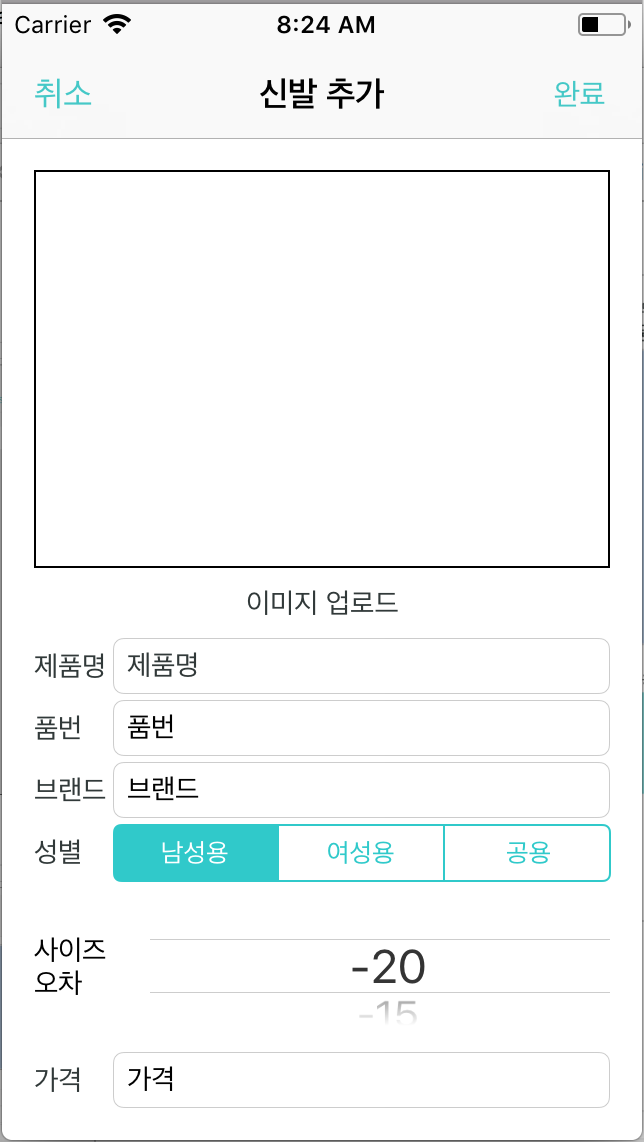 Carrier 8:24 AM
취소 신발 추가 완료
이미지 업로드
제품명 제품명
품번 품번
브랜드 브랜드
성별 남성용 여성용 공용
사이즈
오차
-20
-15
가격 가격